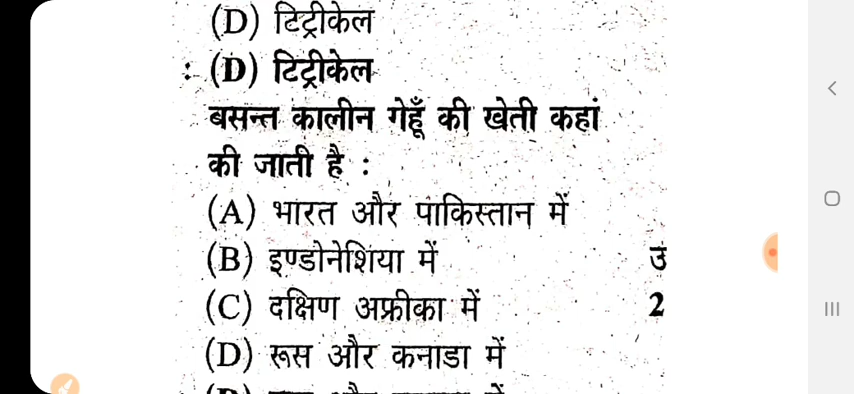 (D) टिट्रीकेल
: (D) टिट्रीकेल
बसन्त कालीन गेहूँ की खेती कहां
की जाती है :
(A) भारत और पाकिस्तान में
(B) इण्डोनेशिया में
उ
(C) दक्षिण अफ्रीका में
2
(D) रूस और कनाडा में